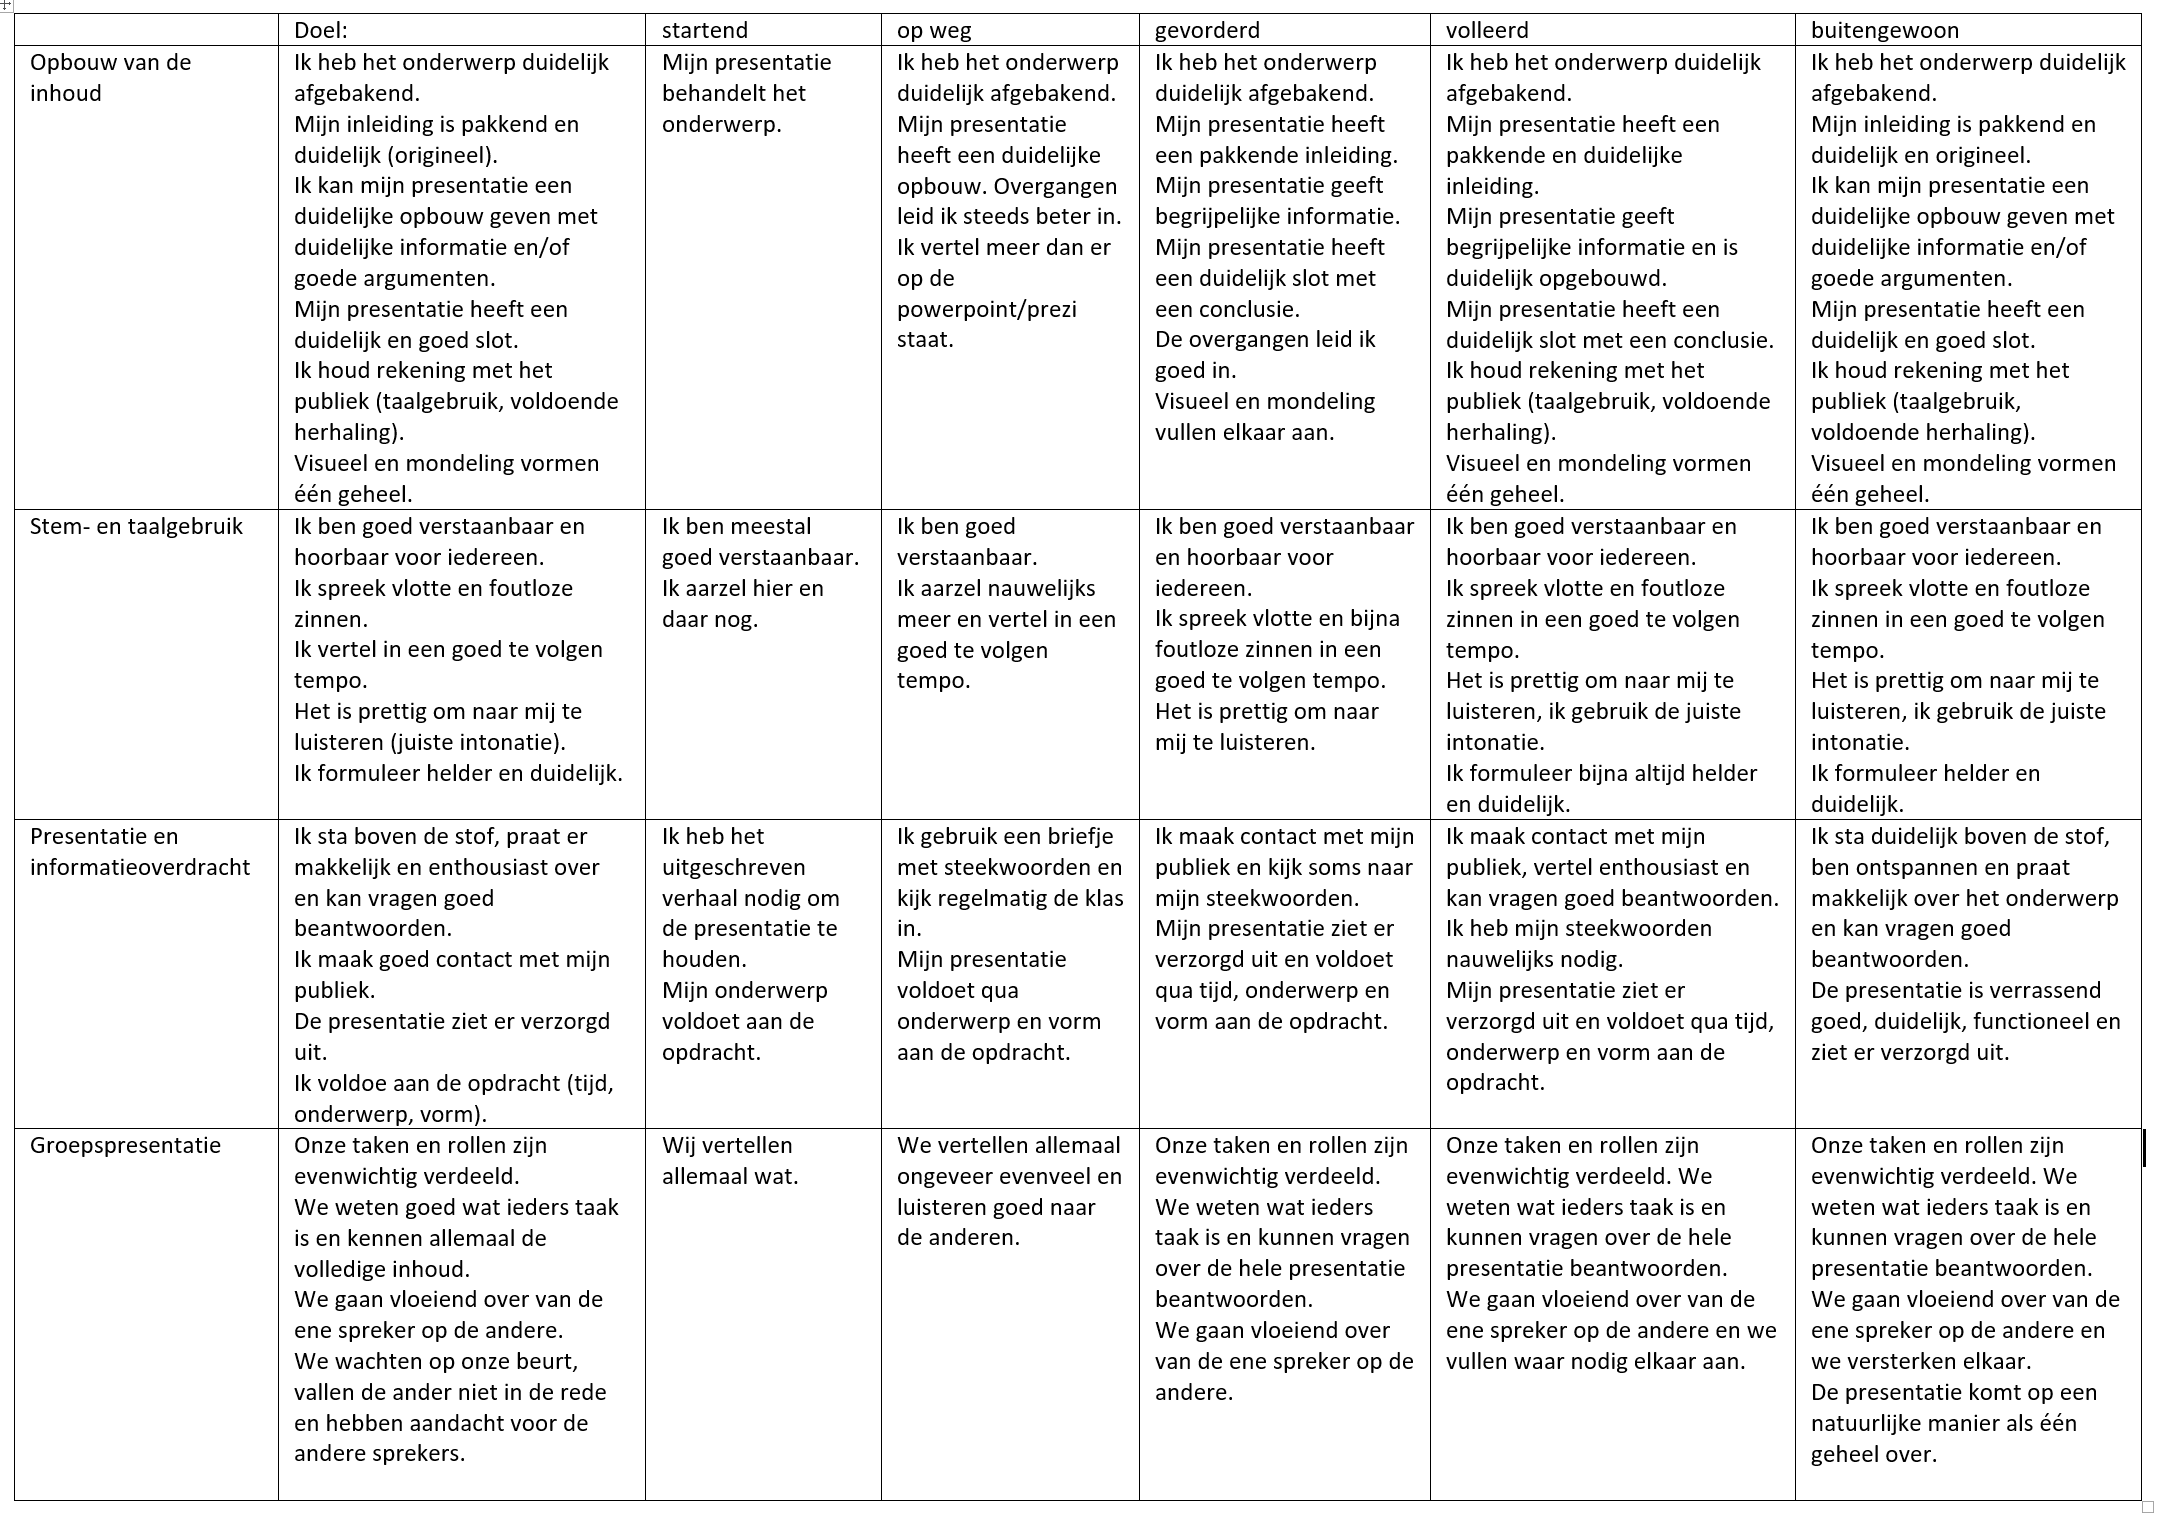 Doel:
startend
op weg
gevorderd
volleerd
buitengewoon
Opbouw van de
inhoud
Ik heb het onderwerp duidelijk
afgebakend.
Mijn inleiding is pakkend en
duidelijk (origineel).
Ik kan mijn presentatie een
duidelijke opbouw geven met
duidelijke informatie en/of
goede argumenten.
Mijn presentatie heeft een
duidelijk en goed slot.
Ik houd rekening met het
publiek (taalgebruik, voldoende
herhaling).
Visueel en mondeling vormen
één geheel.
Mijn presentatie
behandelt het
onderwerp.
Ik heb het onderwerp
duidelijk afgebakend.
Mijn presentatie
heeft een duidelijke
opbouw. Overgangen
leid ik steeds beter in.
Ik vertel meer dan er
op de
powerpoint/prezi
staat.
Ik heb het onderwerp
duidelijk afgebakend.
Mijn presentatie heeft
een pakkende inleiding.
Mijn presentatie geeft
begrijpelijke informatie.
Mijn presentatie heeft
een duidelijk slot met
een conclusie.
De overgangen leid ik
goed in.
Visueel en mondeling
vullen elkaar aan.
Ik heb het onderwerp duidelijk
afgebakend.
Mijn presentatie heeft een
pakkende en duidelijke
inleiding.
Mijn presentatie geeft
begrijpelijke informatie en is
duidelijk opgebouwd.
Mijn presentatie heeft een
duidelijk slot met een conclusie.
Ik houd rekening met het
publiek (taalgebruik, voldoende
herhaling).
Visueel en mondeling vormen
één geheel.
Ik heb het onderwerp duidelijk
afgebakend.
Mijn inleiding is pakkend en
duidelijk en origineel.
Ik kan mijn presentatie een
duidelijke opbouw geven met
duidelijke informatie en/of
goede argumenten.
Mijn presentatie heeft een
duidelijk en goed slot.
Ik houd rekening met het
publiek (taalgebruik,
voldoende herhaling).
Visueel en mondeling vormen
één geheel.
Stem- en taalgebruik
Ik ben goed verstaanbaar en
hoorbaar voor iedereen.
Ik spreek vlotte en foutloze
zinnen.
Ik vertel in een goed te volgen
tempo.
Het is prettig om naar mij te
luisteren (juiste intonatie).
Ik formuleer helder en duidelijk.
Ik ben meestal
goed verstaanbaar.
Ik aarzel hier en
daar nog.
Ik ben goed
verstaanbaar.
Ik aarzel nauwelijks
meer en vertel in een
goed te volgen
tempo.
Ik ben goed verstaanbaar
en hoorbaar voor
iedereen.
Ik spreek vlotte en bijna
foutloze zinnen in een
goed te volgen tempo.
Het is prettig om naar
mij te luisteren.
Ik ben goed verstaanbaar en
hoorbaar voor iedereen.
Ik spreek vlotte en foutloze
zinnen in een goed te volgen
tempo.
Het is prettig om naar mij te
luisteren, ik gebruik de juiste
intonatie.
Ik formuleer bijna altijd helder
en duidelijk.
Ik ben goed verstaanbaar en
hoorbaar voor iedereen.
Ik spreek vlotte en foutloze
zinnen in een goed te volgen
tempo.
Het is prettig om naar mij te
luisteren, ik gebruik de juiste
intonatie.
Ik formuleer helder en
duidelijk.
Presentatie en
informatieoverdracht
Ik sta boven de stof, praat er
makkelijk en enthousiast over
en kan vragen goed
beantwoorden.
Ik maak goed contact met mijn
publiek.
De presentatie ziet er verzorgd
uit.
Ik voldoe aan de opdracht (tijd,
onderwerp, vorm).
Ik heb het
uitgeschreven
verhaal nodig om
de presentatie te
houden.
Mijn onderwerp
voldoet aan de
opdracht.
Ik gebruik een briefje
met steekwoorden en
kijk regelmatig de klas
in.
Mijn presentatie
voldoet qua
onderwerp en vorm
aan de opdracht.
Ik maak contact met mijn
publiek en kijk soms naar
mijn steekwoorden.
Mijn presentatie ziet er
verzorgd uit en voldoet
qua tijd, onderwerp en
vorm aan de opdracht.
Ik maak contact met mijn
publiek, vertel enthousiast en
kan vragen goed beantwoorden.
Ik heb mijn steekwoorden
nauwelijks nodig.
Mijn presentatie ziet er
verzorgd uit en voldoet qua tijd,
onderwerp en vorm aan de
opdracht.
Ik sta duidelijk boven de stof,
ben ontspannen en praat
makkelijk over het onderwerp
en kan vragen goed
beantwoorden.
De presentatie is verrassend
goed, duidelijk, functioneel en
ziet er verzorgd uit.
Groepspresentatie
Onze taken en rollen zijn
evenwichtig verdeeld.
We weten goed wat ieders taak
is en kennen allemaal de
volledige inhoud.
We gaan vloeiend over van de
ene spreker op de andere.
We wachten op onze beurt,
vallen de ander niet in de rede
en hebben aandacht voor de
andere sprekers.
Wij vertellen
allemaal wat.
We vertellen allemaal
ongeveer evenveel en
luisteren goed naar
de anderen.
Onze taken en rollen zijn
evenwichtig verdeeld.
We weten wat ieders
taak is en kunnen vragen
over de hele presentatie
beantwoorden.
We gaan vloeiend over
van de ene spreker op de
andere.
Onze taken en rollen zijn
evenwichtig verdeeld. We
weten wat ieders taak is en
kunnen vragen over de hele
presentatie beantwoorden.
We gaan vloeiend over van de
ene spreker op de andere en we
vullen waar nodig elkaar aan.
Onze taken en rollen zijn
evenwichtig verdeeld. We
weten wat ieders taak is en
kunnen vragen over de hele
presentatie beantwoorden.
We gaan vloeiend over van de
ene spreker op de andere en
we versterken elkaar.
De presentatie komt op een
natuurlijke manier als één
geheel over.